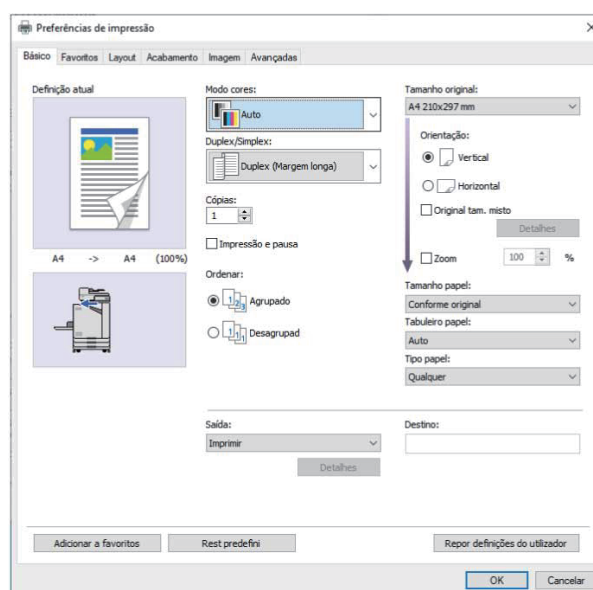 Preferências de impressão
Básico Favoritos Layout Acabamento Imagem Avançadas
Definição atual
A4 -> A4 (100%)
Modo cores:
Auto
Duplex/Simplex:
Duplex (Margem longa)
Cópias:
1
Impressão e pausa
Ordenar:
Agrupado
Desagrupad
Tamanho original:
A4 210x297 mm
Orientação:
Vertical
Horizontal
Original tam. misto
Detalhes
Zoom 100 %
Tamanho papel:
Conforme original
Tabuleiro papel:
Auto
Tipo papel:
Qualquer
Saída:
Imprimir
Detalhes
Destino:
Adicionar a favoritos Rest predefini Repor definições do utilizador
OK Cancelar